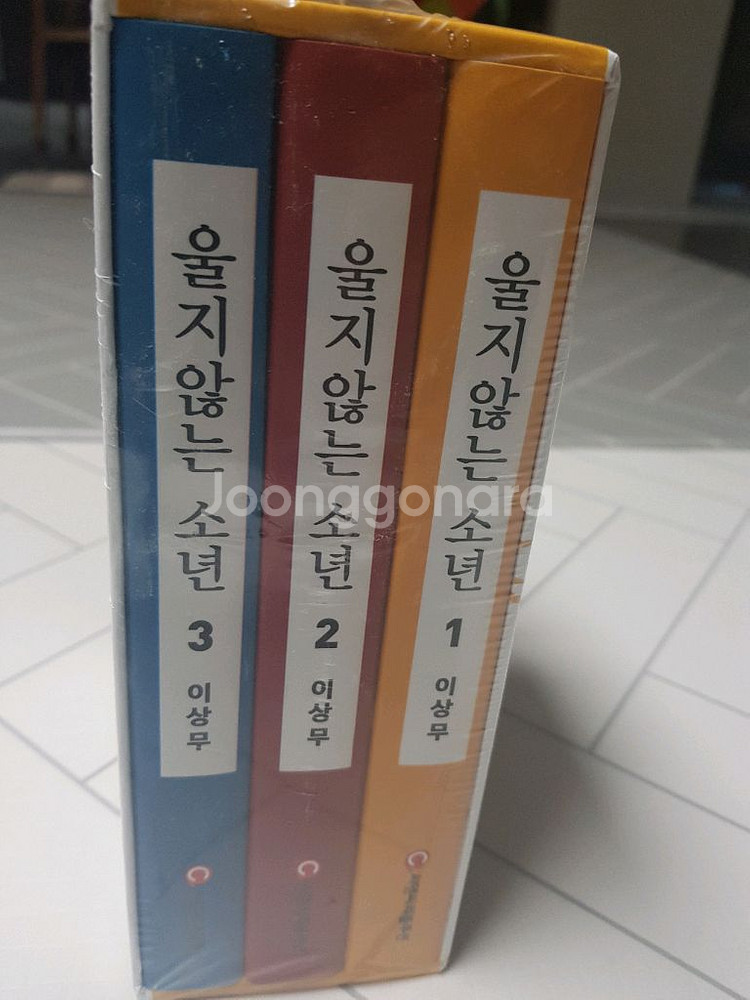 울지않는 소년 3 이상무
울지않는 소년 2 이상무
울지않는 소년 1 이상무
Joonggonara